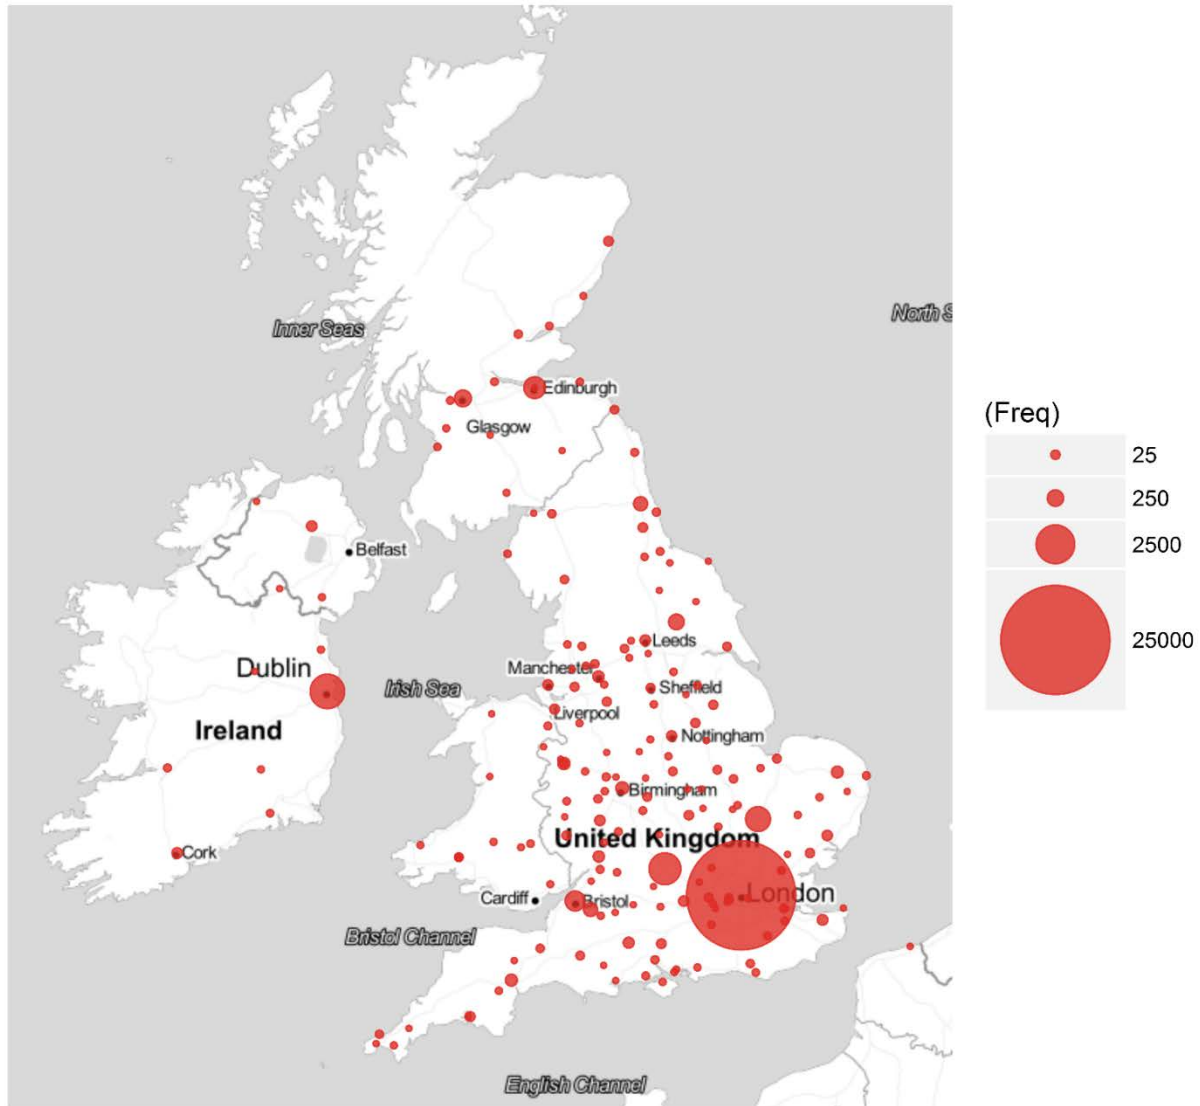 North S
Inner Seas
(Freq)
Edinburgh
Glasgow
25
250
2500
25000
Belfast
Leeds
Manchester
Dublin
Irish Sea
Sheffield
Liverpool
Ireland
Nottingham
Birmingham
United Kingdom
Cork
London
Cardiff
Bristol
Bristol Channel
English Channel